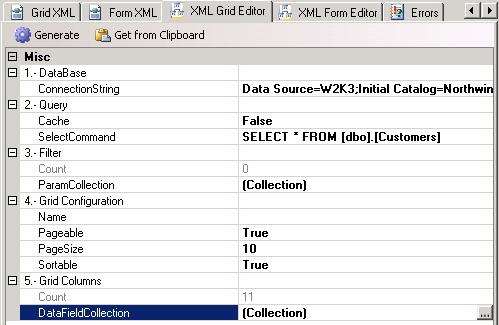 Grid XML Form XML XML Grid Editor XML Form Editor Errors
Generate Get from Clipboard
Misc
1.- DataBase
ConnectionString Data Source=W2K3;Initial Catalog=Northwin
2.- Query
Cache False
SelectCommand SELECT * FROM [dbo].[Customers]
3.- Filter
Count 0
ParamCollection (Collection)
4.- Grid Configuration
Name
Pageable True
PageSize 10
Sortable True
5.- Grid Columns
Count 11
DataFieldCollection (Collection) ...